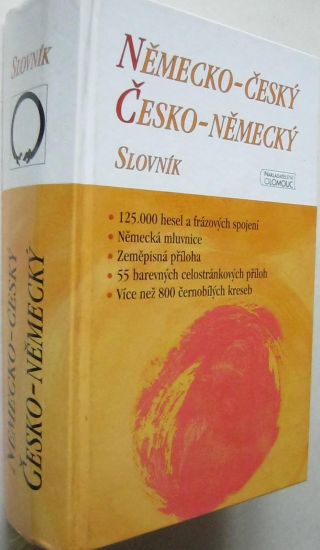 Německo-český
Česko-německý
Slovník
NAKLADATELSTVÍ
OLOMOUC
• 125.000 hesel a frázových spojení
• Německá mluvnice
• Zeměpisná příloha
• 55 barevných celostránkových příloh
• Více než 800 černobílých kreseb
Slovník
Německo-český
Česko-německý